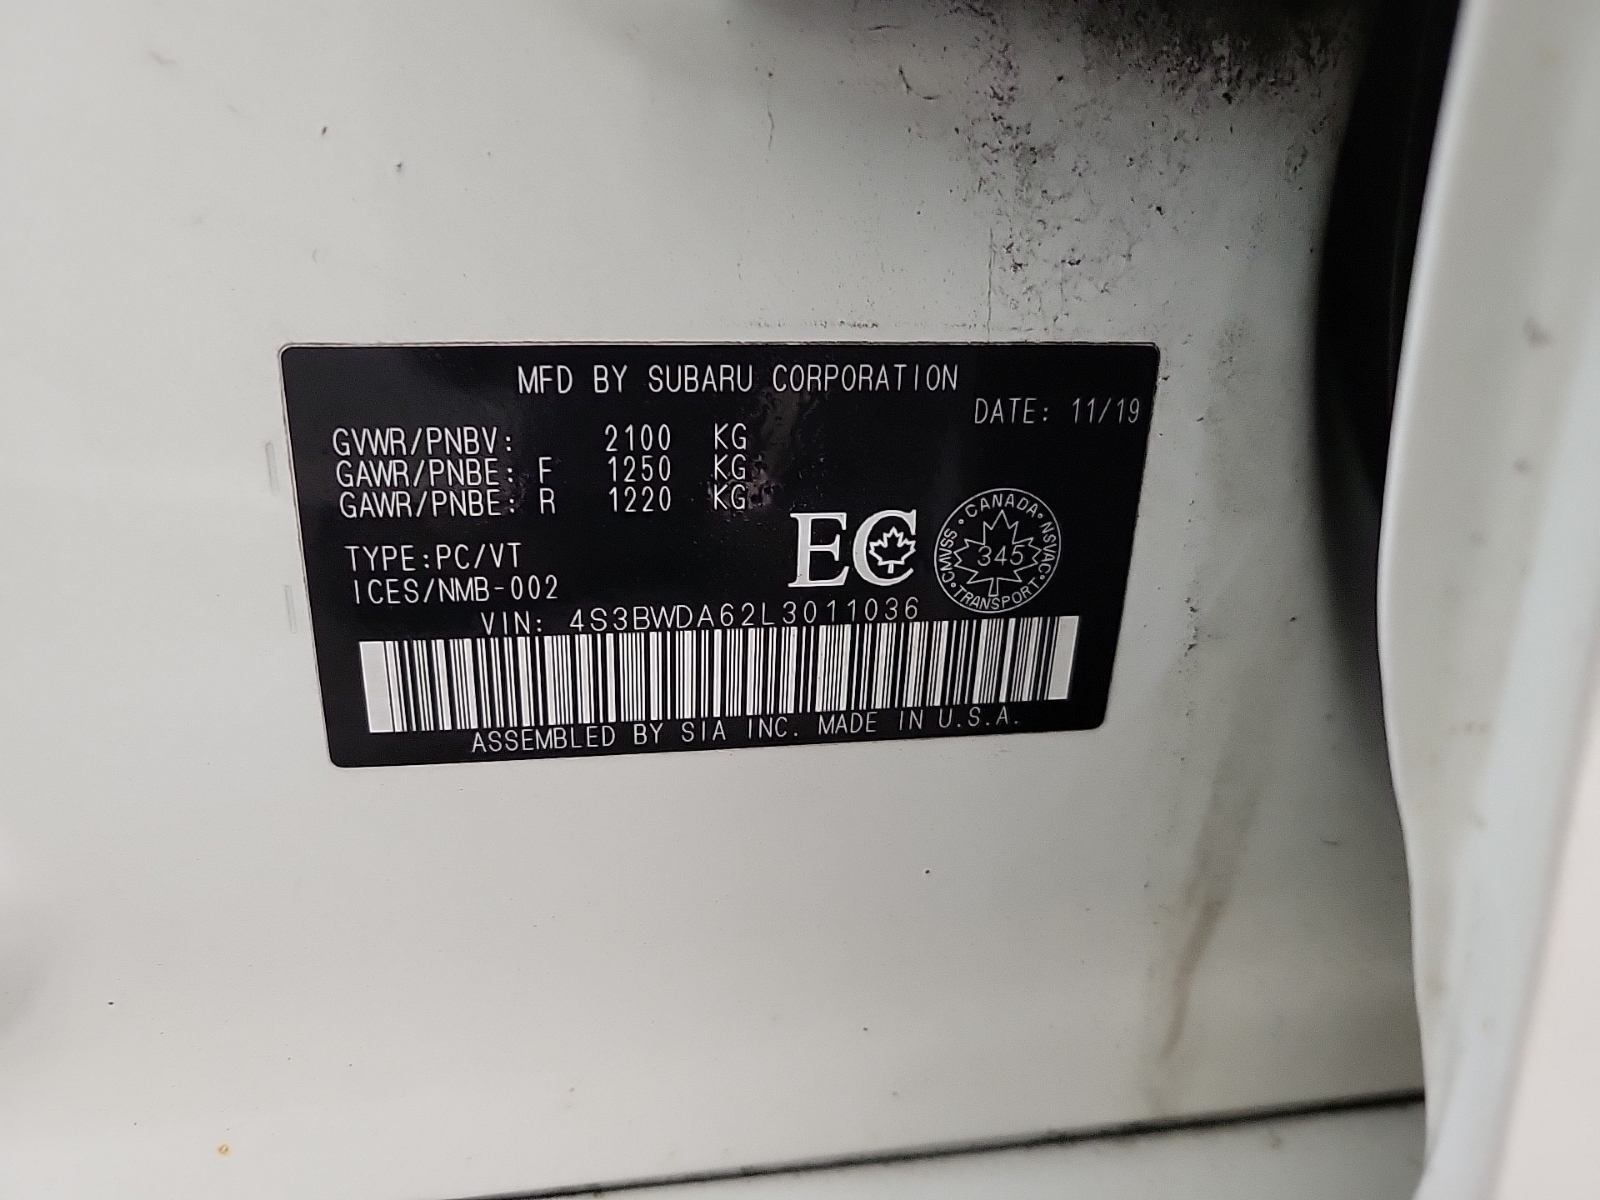 MFD BY SUBARU CORPORATION
DATE: 11/19
GVWR/PNBV: 2100 KG
GAWR/PNBE: F 1250 KG
GAWR/PNBE: R 1220 KG
TYPE:PC/VT
ICES/NMB-002
EC
CANADA • NSVAC • TRANSPORT • CMVSS •
345
VIN: 4S3BWDA62L3011036
ASSEMBLED BY SIA INC. MADE IN U.S.A.